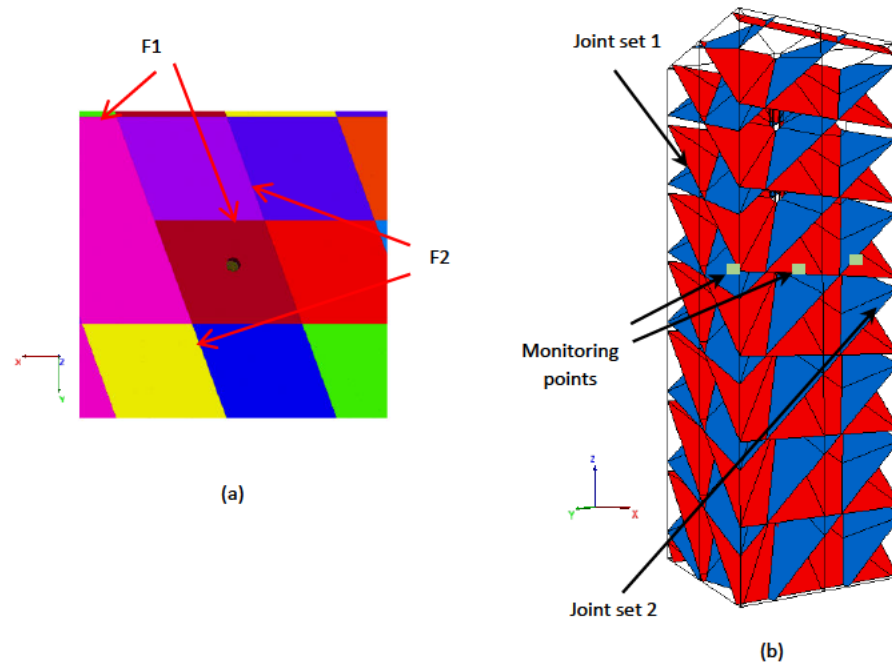 F1
F2
X
Z
Y
(a)
Joint set 1
Monitoring
points
Z
Y
X
Joint set 2
(b)